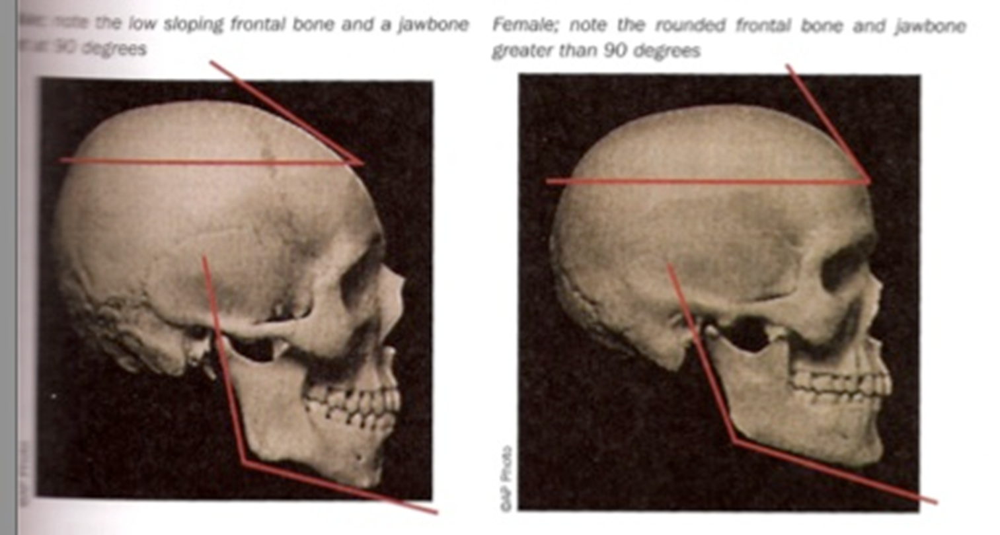 note the low sloping frontal bone and a jawbone
at 90 degrees
Female; note the rounded frontal bone and jawbone
greater than 90 degrees
©AP Photo